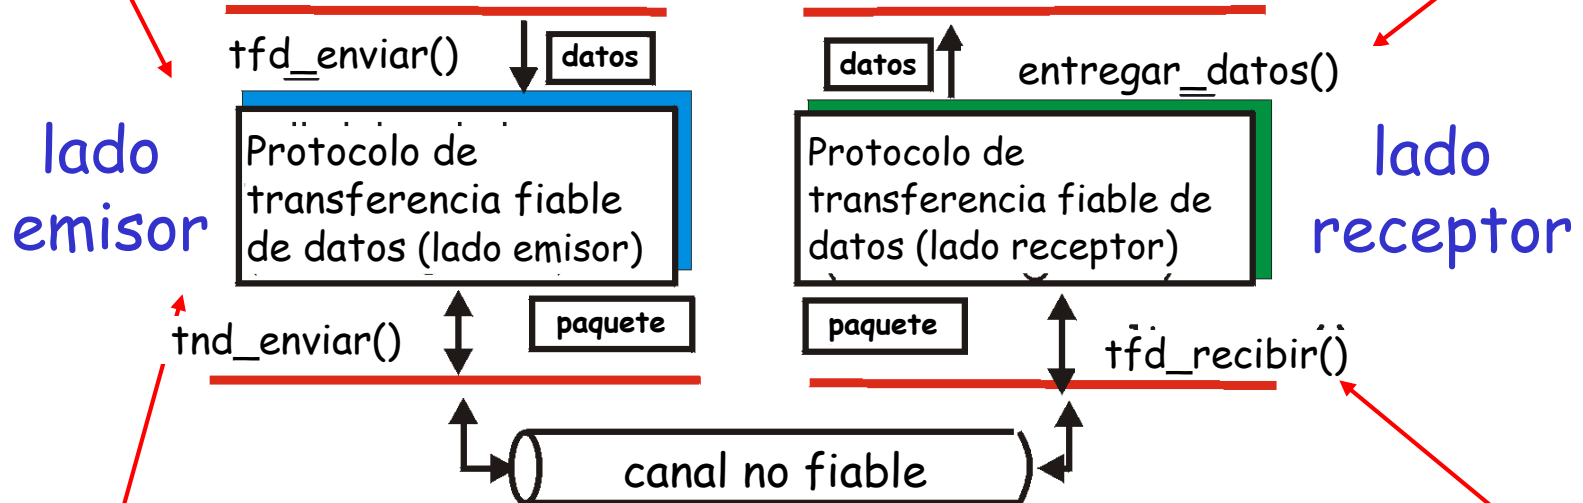 tfd_enviar()
datos
datos
entregar_datos()
lado
emisor
Protocolo de
transferencia fiable
de datos (lado emisor)
Protocolo de
transferencia fiable de
datos (lado receptor)
lado
receptor
tnd_enviar()
paquete
paquete
tfd_recibir()
canal no fiable